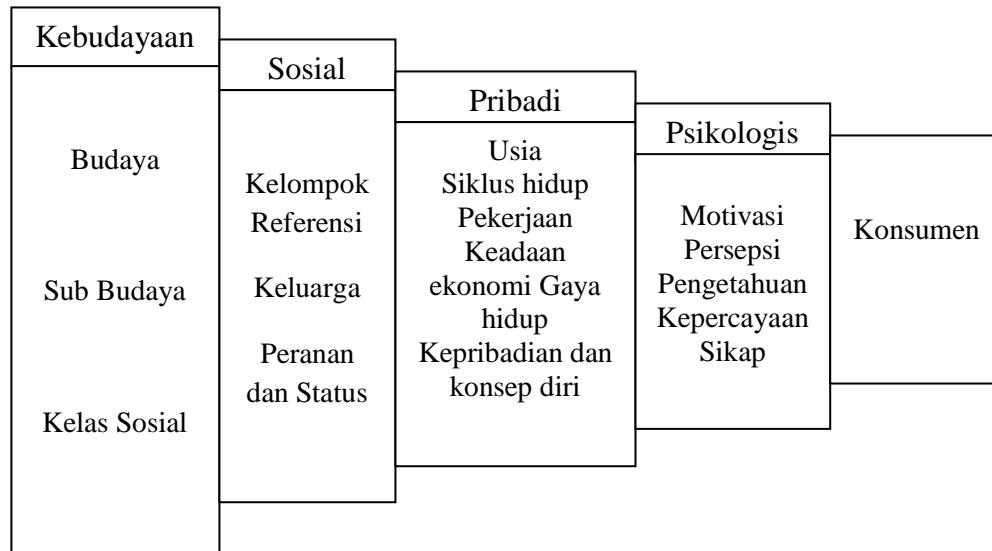 Kebudayaan
Budaya
Sub Budaya
Kelas Sosial
Sosial
Kelompok
Referensi
Keluarga
Peranan
dan Status
Pribadi
Usia
Siklus hidup
Pekerjaan
Keadaan
ekonomi Gaya
hidup
Kepribadian dan
konsep diri
Psikologis
Motivasi
Persepsi
Pengetahuan
Kepercayaan
Sikap
Konsumen